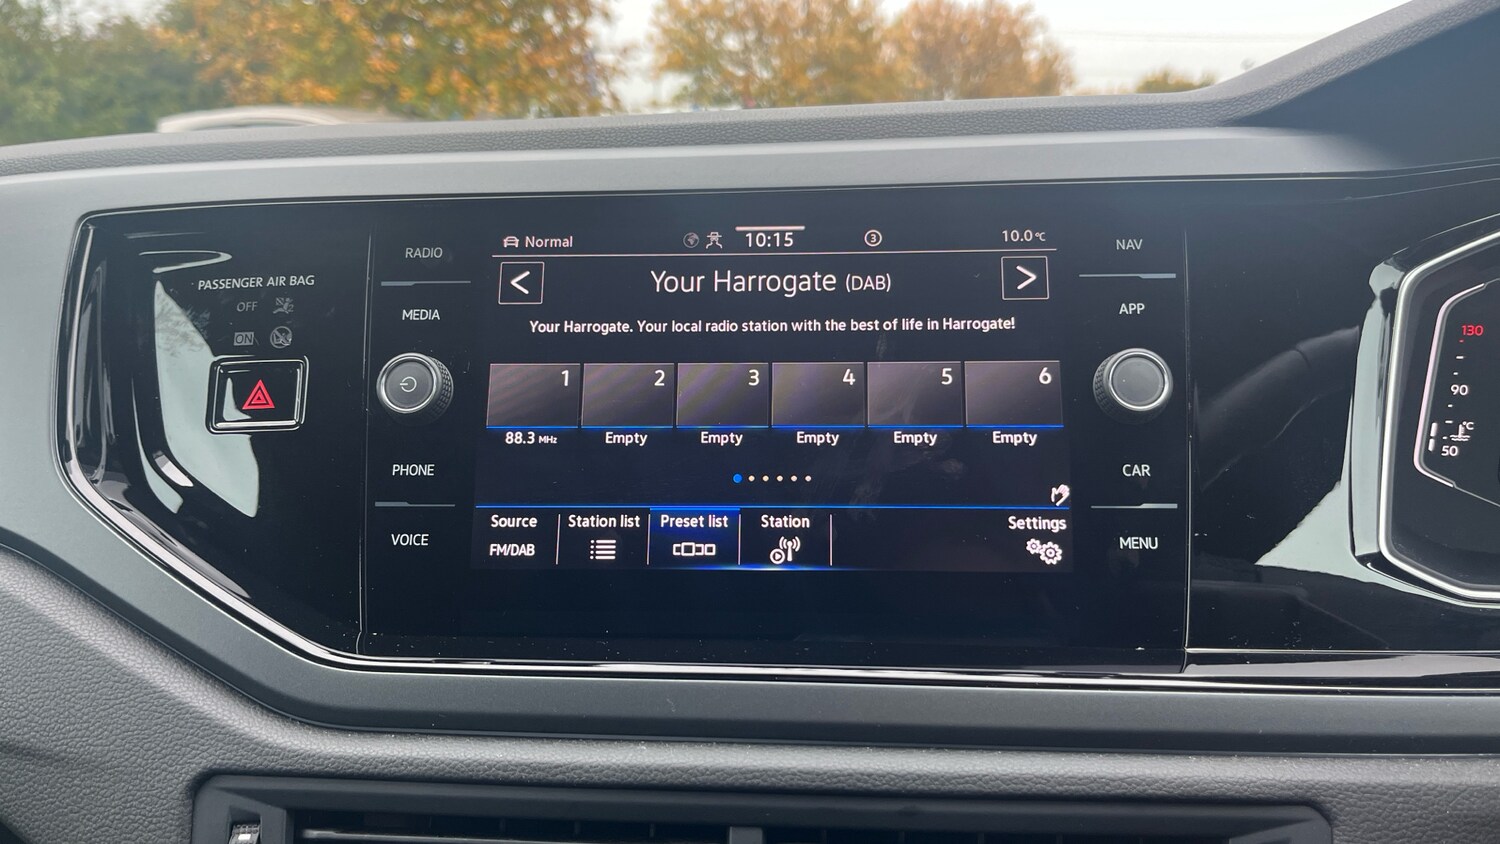 PASSENGER AIR BAG
OFF
ON
RADIO
MEDIA
PHONE
VOICE
Normal
10:15
3
10.0°C
<
Your Harrogate (DAB)
>
Your Harrogate. Your local radio station with the best of life in Harrogate!
1 2 3 4 5 6
88.3 MHz Empty Empty Empty Empty Empty
Source Station list Preset list Station Settings
FM/DAB
NAV
APP
CAR
MENU
130
90
°C
50